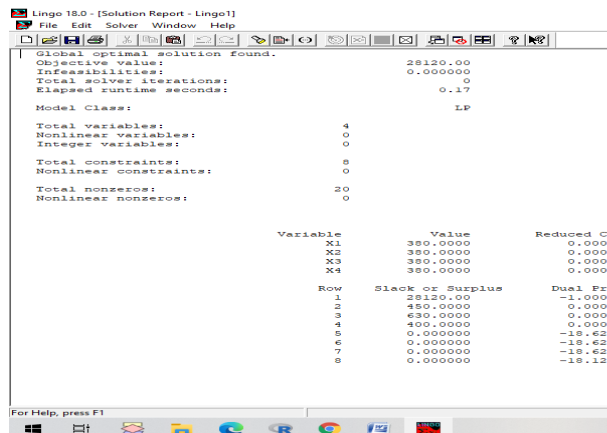 Lingo 18.0 - [Solution Report - Lingo1]
File Edit Solver Window Help
Global optimal solution found.
Objective value: 28120.00
Infeasibilities: 0.000000
Total solver iterations: 0
Elapsed runtime seconds: 0.17
Model Class: LP
Total variables: 4
Nonlinear variables: 0
Integer variables: 0
Total constraints: 8
Nonlinear constraints: 0
Total nonzeros: 20
Nonlinear nonzeros: 0
Variable Value Reduced C
X1 380.0000 0.000
X2 380.0000 0.000
X3 380.0000 0.000
X4 380.0000 0.000
Row Slack or Surplus Dual Pr
1 28120.00 -1.000
2 450.0000 0.000
3 630.0000 0.000
4 400.0000 0.000
5 0.000000 -18.62
6 0.000000 -18.62
7 0.000000 -18.62
8 0.000000 -18.12
For Help, press F1